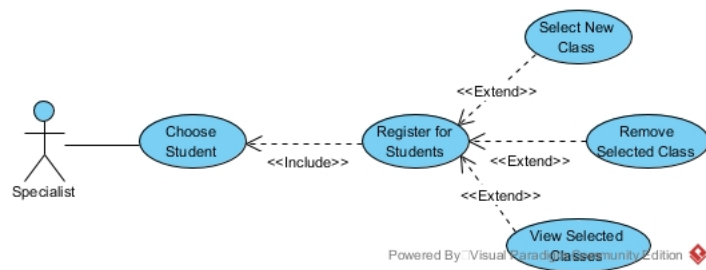 Select New
Class
<<Extend>>
Choose
Student
Register for
Students
Remove
Selected Class
<<Include>>
<<Extend>>
Specialist
<<Extend>>
View Selected
Classes
Powered By Visual Paradigm Community Edition